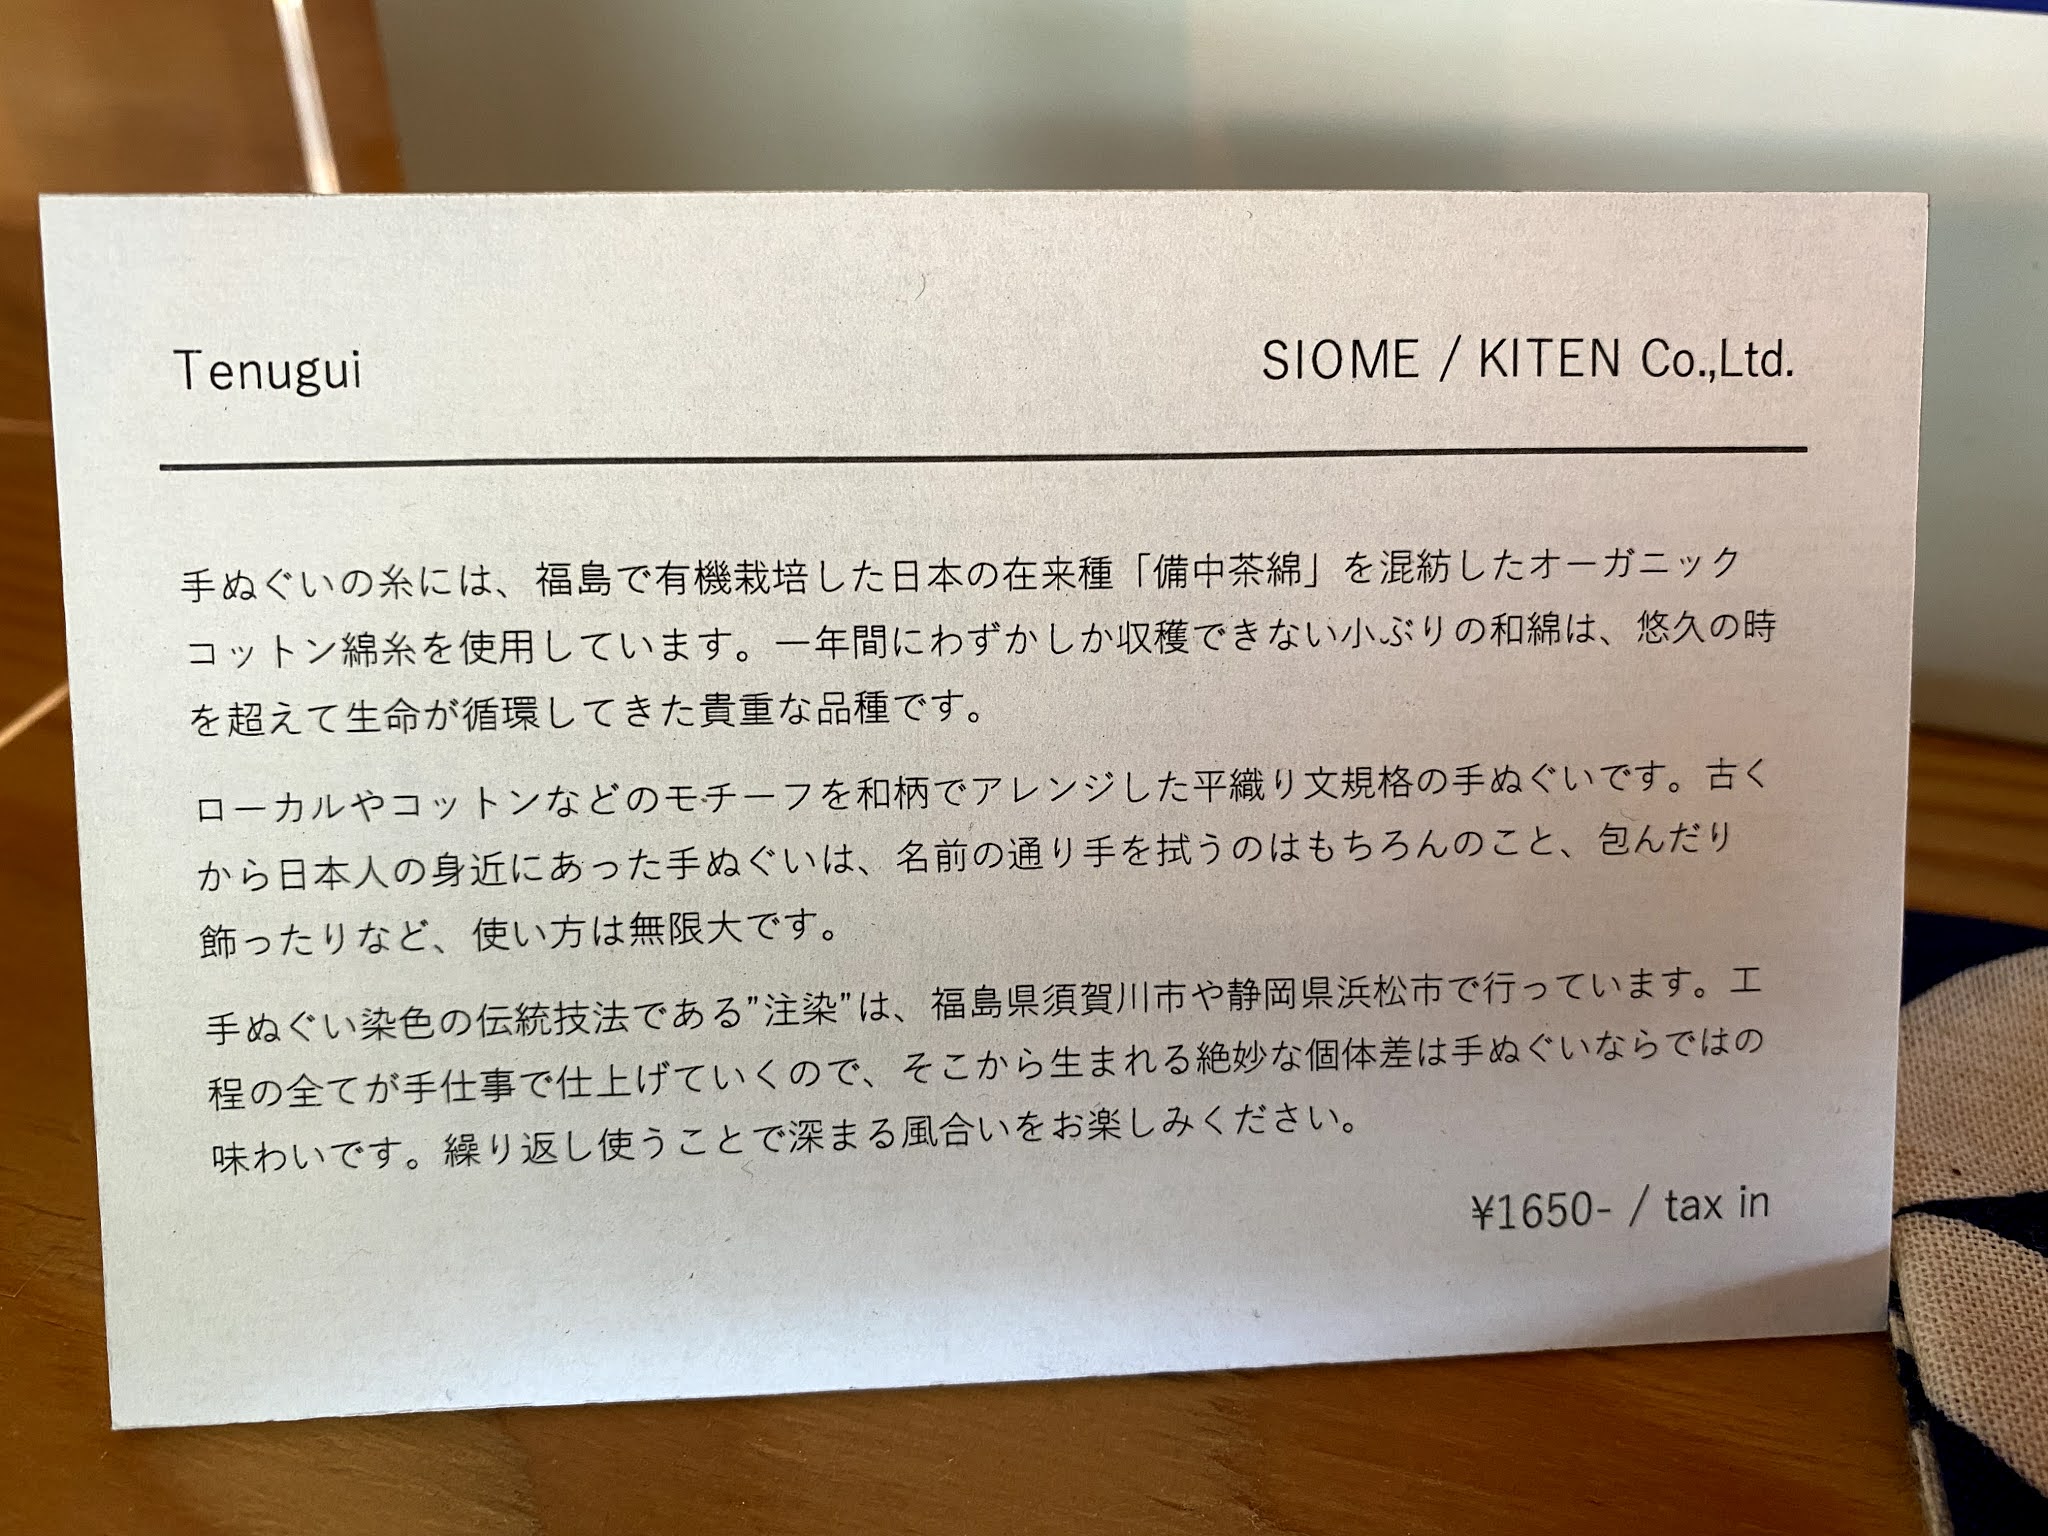 Tenugui
SIOME / KITEN Co.,Ltd.
手ぬぐいの糸には、福島で有機栽培した日本の在来種「備中茶綿」を混紡したオーガニック
コットン綿糸を使用しています。一年間にわずかしか収穫できない小ぶりの和綿は、悠久の時
を超えて生命が循環してきた貴重な品種です。
ローカルやコットンなどのモチーフを和柄でアレンジした平織り文規格の手ぬぐいです。古く
から日本人の身近にあった手ぬぐいは、名前の通り手を拭うのはもちろんのこと、包んだり
飾ったりなど、使い方は無限大です。
手ぬぐい染色の伝統技法である”注染”は、福島県須賀川市や静岡県浜松市で行っています。工
程の全てが手仕事で仕上げていくので、そこから生まれる絶妙な個体差は手ぬぐいならではの
味わいです。繰り返し使うことで深まる風合いをお楽しみください。
¥1650- / tax in